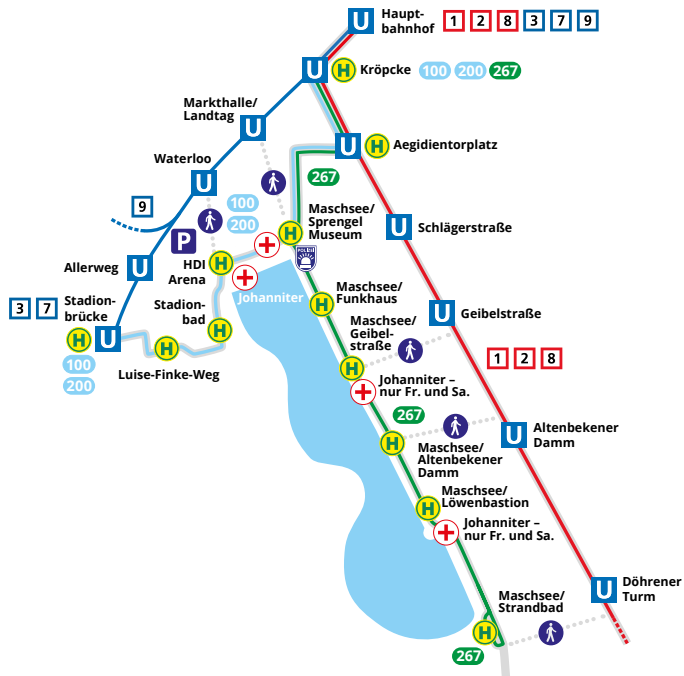 U
Haupt-
bahnhof
1 2 8 3 7 9
U
H
Kröpcke
100 200 267
Markthalle/
Landtag
U
U
H
Aegidientorplatz
Waterloo
U
267
9
100
200
Maschsee/
Sprengel
Museum
H
U
Schlägerstraße
P
POLIZEI
HDI
Arena
H
Allerweg
U
Johanniter
Maschsee/
Funkhaus
H
3 7
Stadion-
brücke
H
U
100
200
Stadion-
bad
H
H
Luise-Finke-Weg
U
Geibelstraße
Maschsee/
Geibel-
straße
H
1 2 8
Johanniter –
nur Fr. und Sa.
267
H
U
Altenbekener
Damm
Maschsee/
Altenbekener
Damm
Maschsee/
Löwenbastion
H
Johanniter –
nur Fr. und Sa.
U
Döhrener
Turm
Maschsee/
Strandbad
H
267